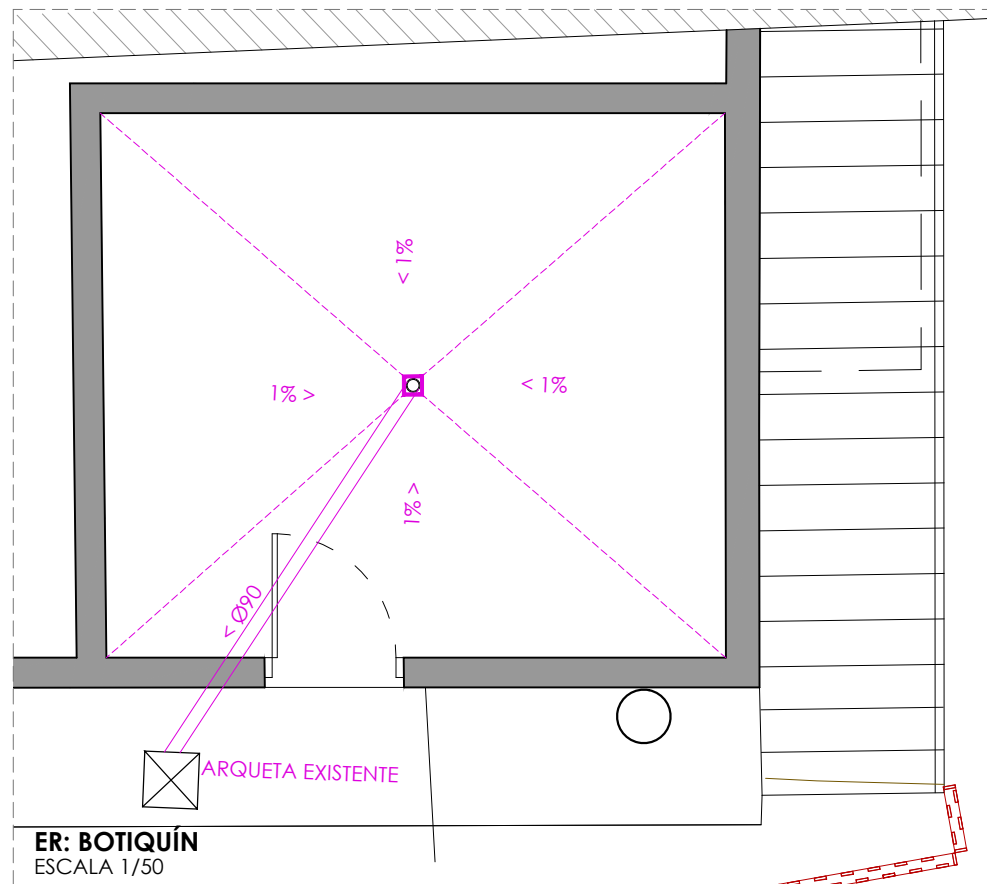 < 1%
1% >
< 1%
1% >
< Ø90
ARQUETA EXISTENTE
ER: BOTIQUÍN
ESCALA 1/50